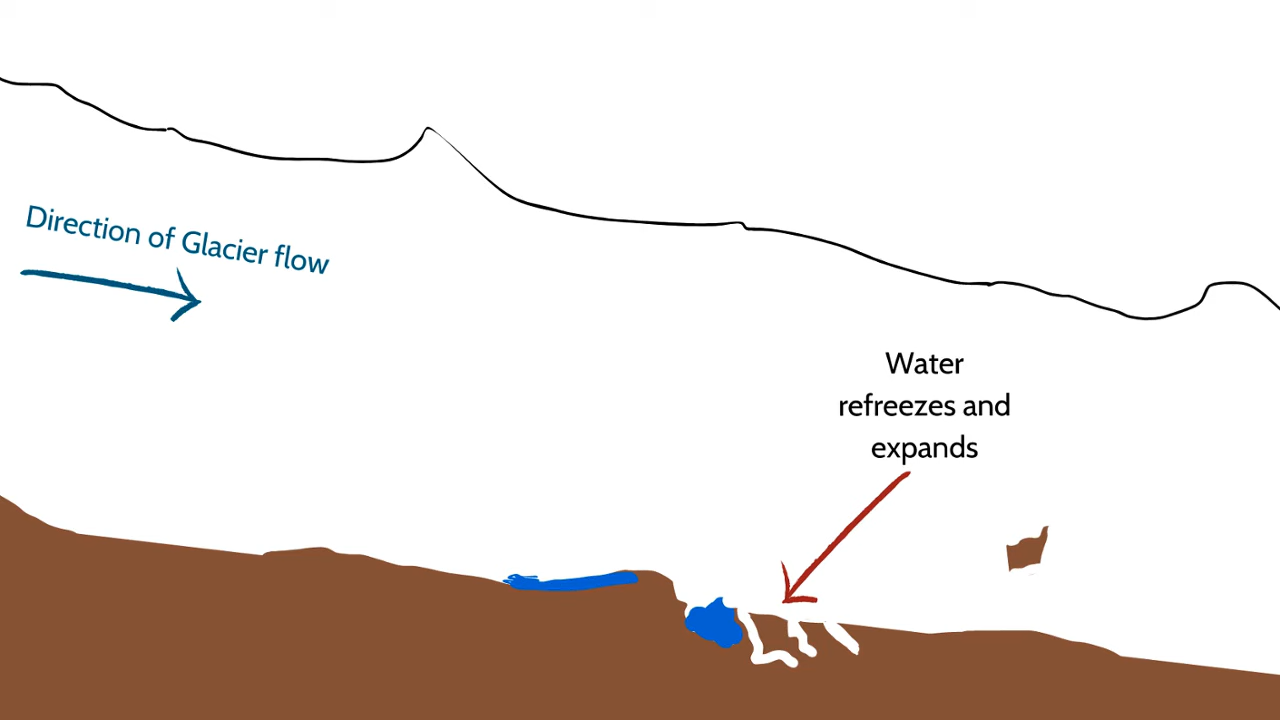 Direction of Glacier flow
Water
refreezes and
expands